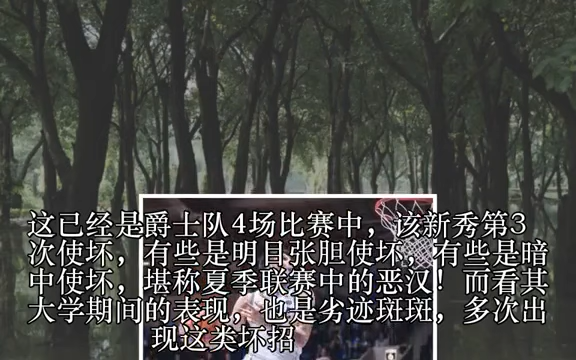 这已经是爵士队4场比赛中，该新秀第3
次使坏，有些是明目张胆使坏，有些是暗
中使坏，堪称夏季联赛中的恶汉！而看其
大学期间的表现，也是劣迹斑斑，多次出
现这类坏招